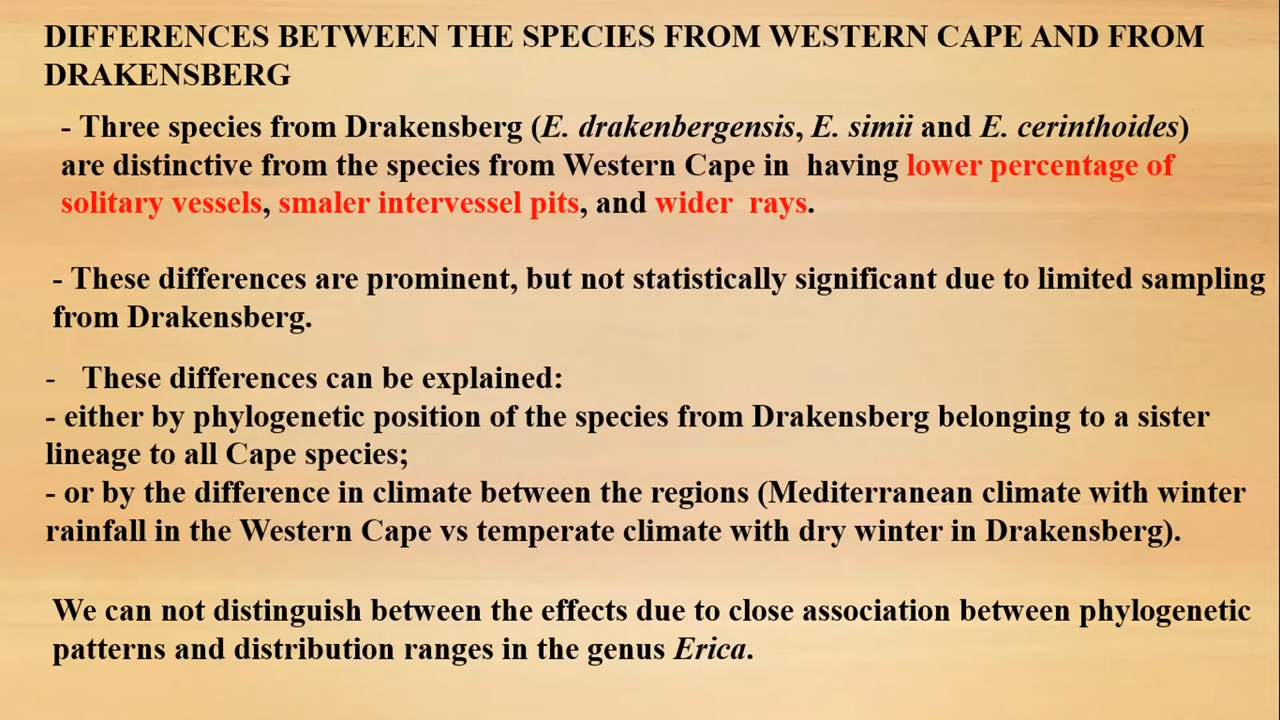 DIFFERENCES BETWEEN THE SPECIES FROM WESTERN CAPE AND FROM
DRAKENSBERG
- Three species from Drakensberg (E. drakenbergensis, E. simii and E. cerinthoides)
are distinctive from the species from Western Cape in  having lower percentage of
solitary vessels, smaler intervessel pits, and wider  rays.
- These differences are prominent, but not statistically significant due to limited sampling
from Drakensberg.
-   These differences can be explained:
- either by phylogenetic position of the species from Drakensberg belonging to a sister
lineage to all Cape species;
- or by the difference in climate between the regions (Mediterranean climate with winter
rainfall in the Western Cape vs temperate climate with dry winter in Drakensberg).
We can not distinguish between the effects due to close association between phylogenetic
patterns and distribution ranges in the genus Erica.